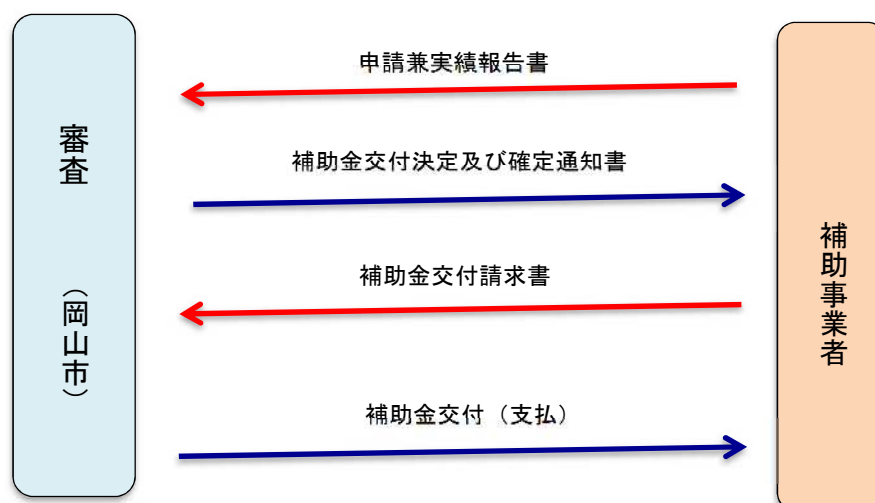 審査（岡山市）
申請兼実績報告書
補助金交付決定及び確定通知書
補助金交付請求書
補助金交付（支払）
補助事業者